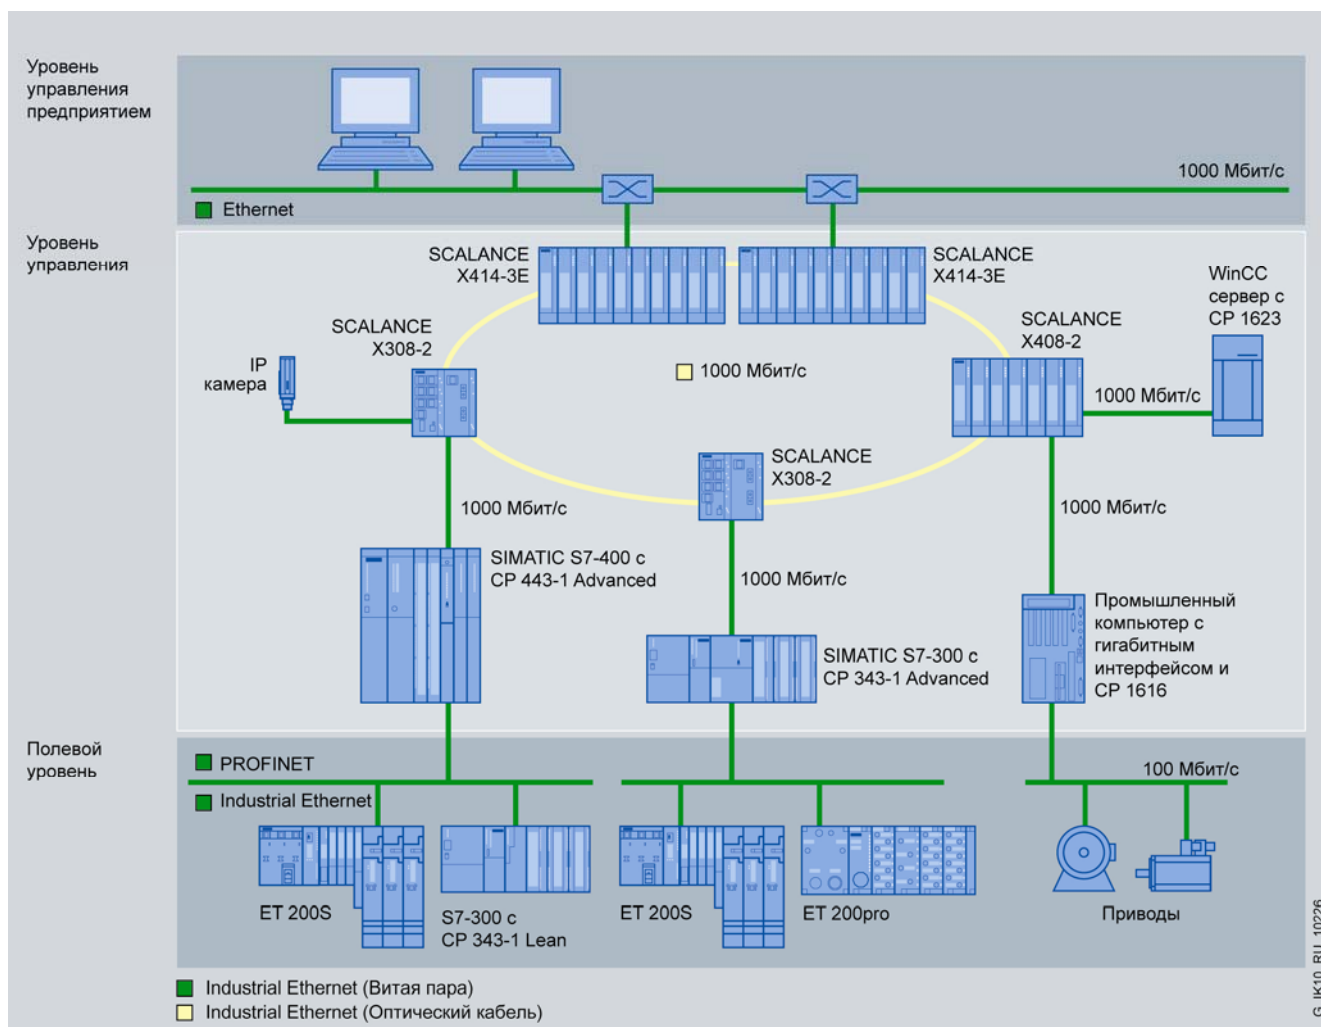 Уровень
управления
предприятием
1000 Мбит/с
Ethernet
Уровень
управления
SCALANCE
X414-3E
SCALANCE
X414-3E
WinCC
сервер с
CP 1623
SCALANCE
X308-2
SCALANCE
X408-2
IP
камера
1000 Мбит/с
1000 Мбит/с
SCALANCE
X308-2
1000 Мбит/с
1000 Мбит/с
SIMATIC S7-400 с
CP 443-1 Advanced
1000 Мбит/с
Промышленный
компьютер с
гигабитным
интерфейсом и
CP 1616
SIMATIC S7-300 с
CP 343-1 Advanced
Полевой
уровень
PROFINET
100 Мбит/с
Industrial Ethernet
ET 200S
S7-300 с
CP 343-1 Lean
ET 200S
ET 200pro
Приводы
Industrial Ethernet (Витая пара)
Industrial Ethernet (Оптический кабель)
G_IK10_RU_10226